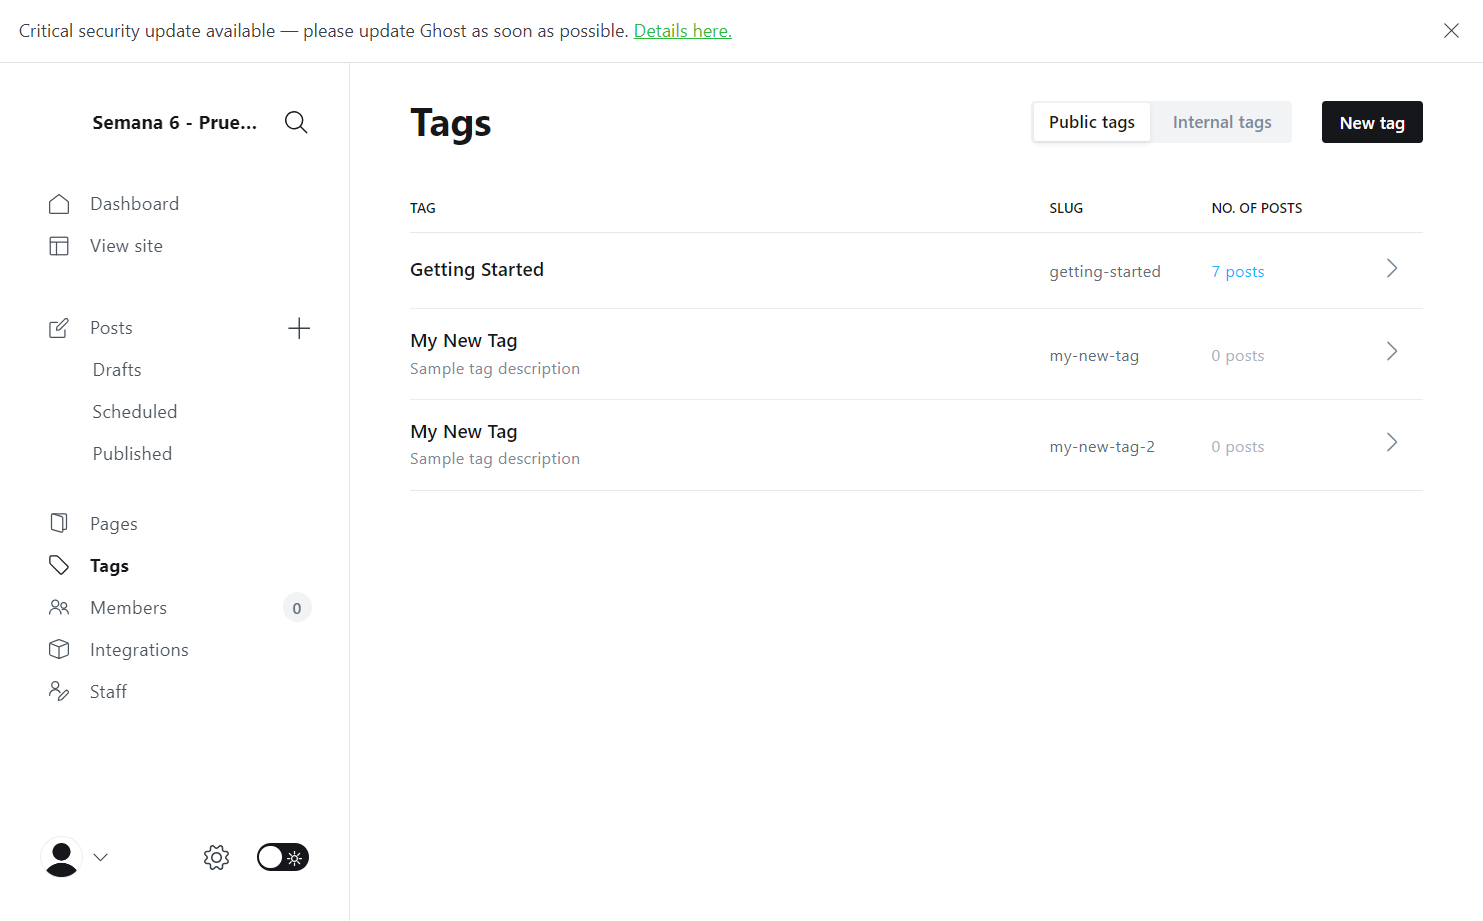 Critical security update available — please update Ghost as soon as possible. Details here.
Semana 6 - Prue...
Dashboard
View site
Posts
Drafts
Scheduled
Published
Pages
Tags
Members 0
Integrations
Staff
Tags
Public tags Internal tags New tag
TAG SLUG NO. OF POSTS
Getting Started getting-started 7 posts
My New Tag
Sample tag description my-new-tag 0 posts
My New Tag
Sample tag description my-new-tag-2 0 posts